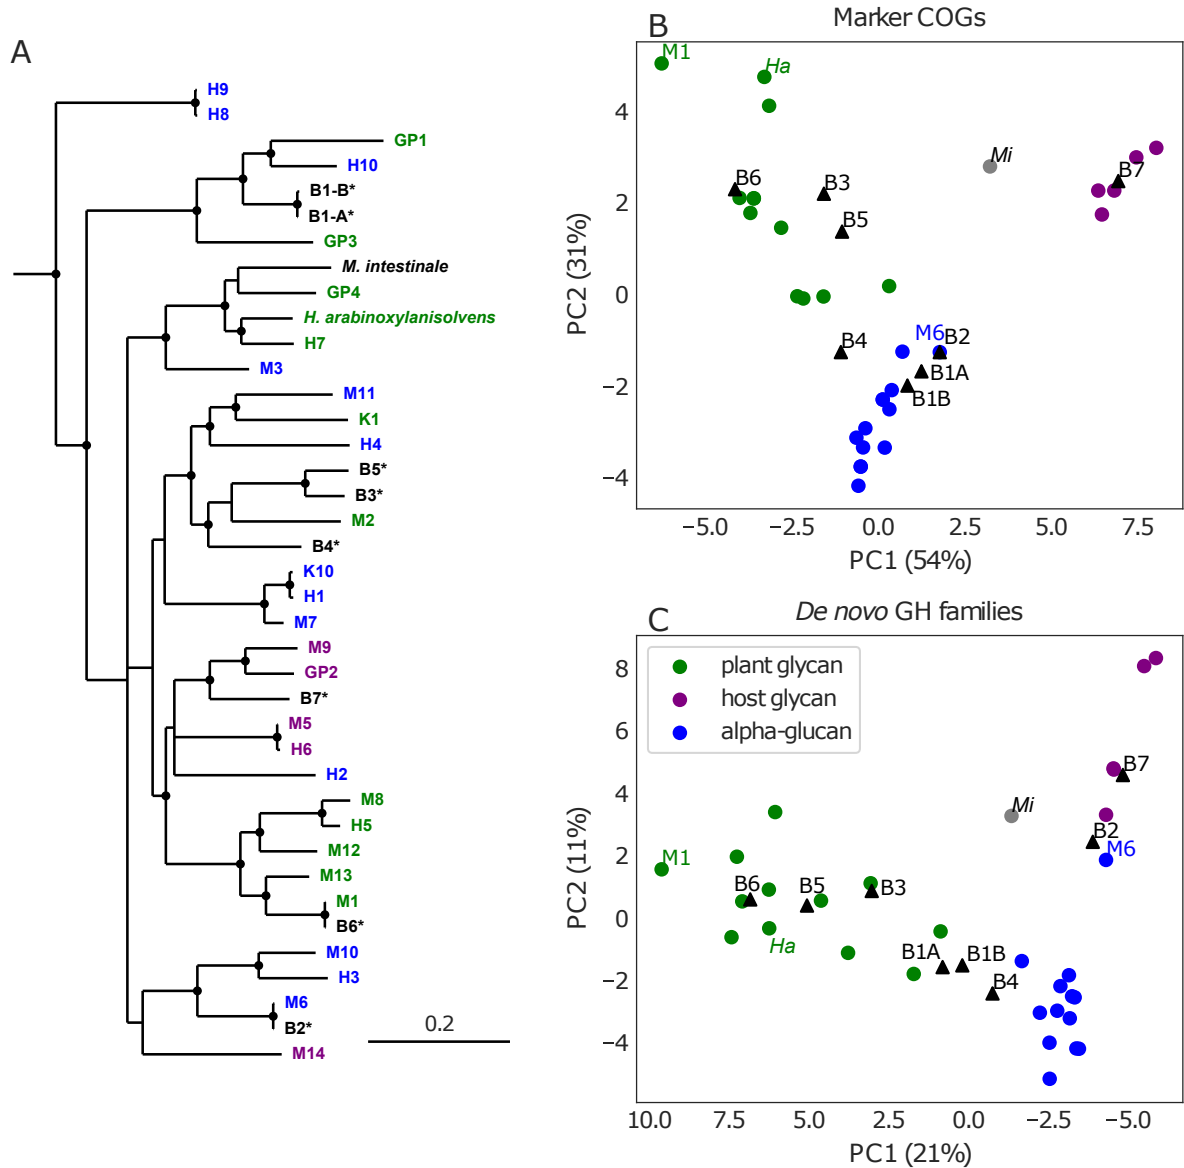 A
H9
H8
GP1
H10
B1-B*
B1-A*
GP3
M. intestinale
GP4
H. arabinoxylanisolvens
H7
M3
M11
K1
H4
B5*
B3*
M2
B4*
K10
H1
M7
M9
GP2
B7*
M5
H6
H2
M8
H5
M12
M13
M1
B6*
M10
H3
M6
B2*
M14
0.2
B
Marker COGs
M1
Ha
Mi
B7
B6
B3
B5
B4
M6
B2
B1A
B1B
4
2
0
−2
−4
PC2 (31%)
−5.0
−2.5
0.0
2.5
5.0
7.5
PC1 (54%)
C
De novo GH families
plant glycan
host glycan
alpha-glucan
B7
Mi
B2
M6
M1
B6
B5
B3
Ha
B1A
B1B
B4
8
6
4
2
0
−2
−4
PC2 (11%)
10.0
7.5
5.0
2.5
0.0
−2.5
−5.0
PC1 (21%)